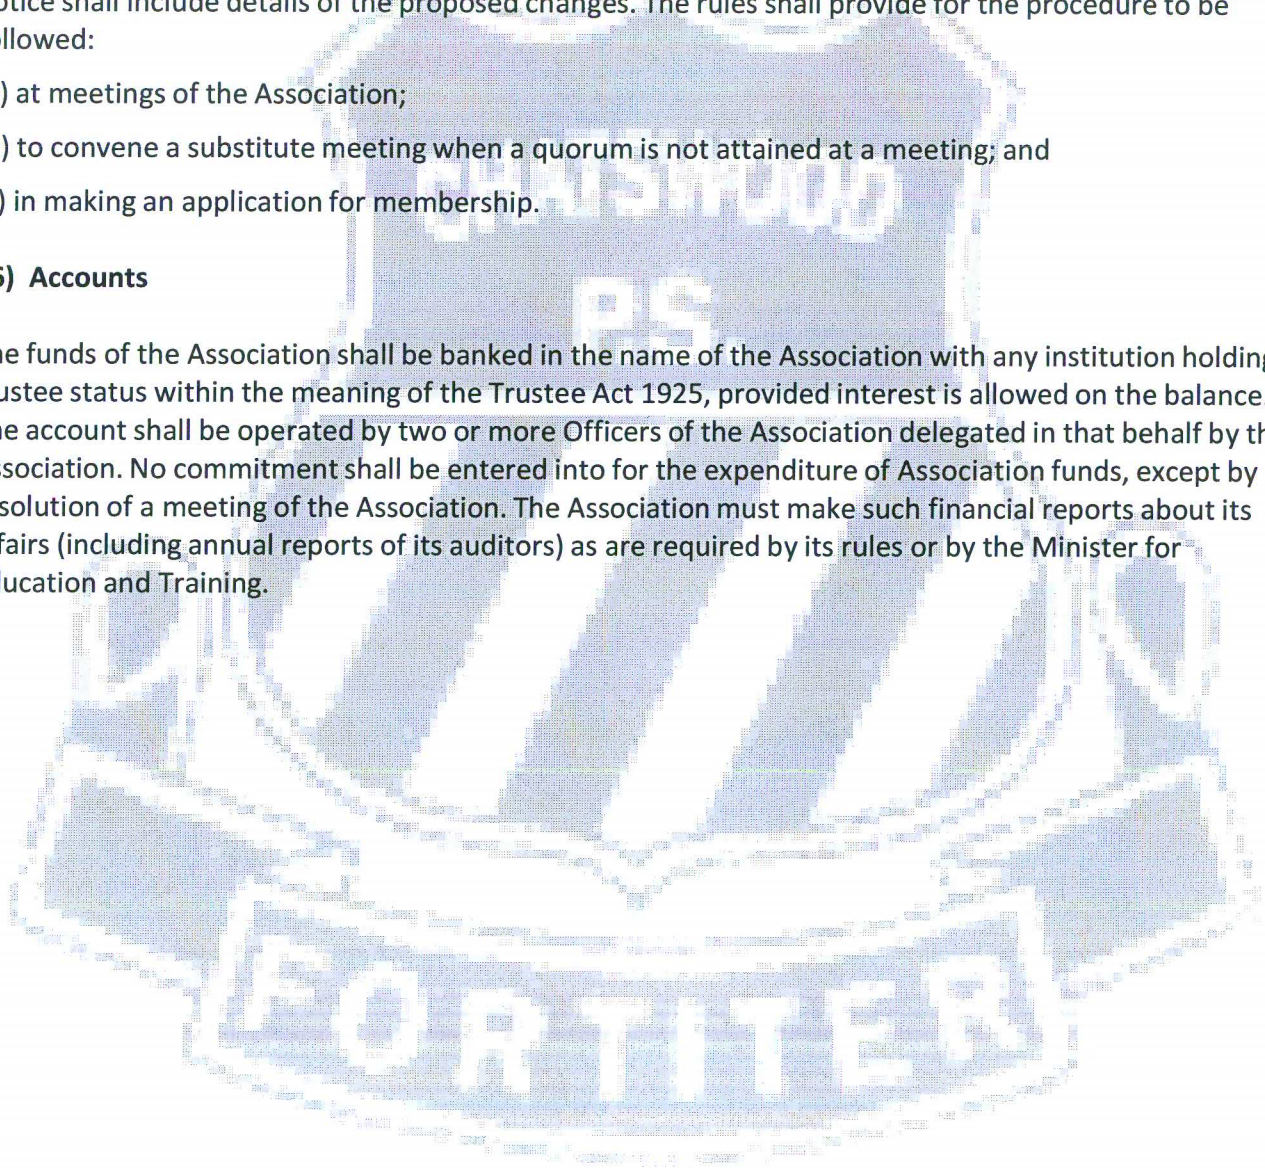 otice shall include details of the proposed changes. The rules shall provide for the procedure to be
llowed:
) at meetings of the Association;
) to convene a substitute meeting when a quorum is not attained at a meeting; and
) in making an application for membership.
) Accounts
e funds of the Association shall be banked in the name of the Association with any institution holding
ustee status within the meaning of the Trustee Act 1925, provided interest is allowed on the balance.
e account shall be operated by two or more Officers of the Association delegated in that behalf by th
ssociation. No commitment shall be entered into for the expenditure of Association funds, except by
solution of a meeting of the Association. The Association must make such financial reports about its
fairs (including annual reports of its auditors) as are required by its rules or by the Minister for
ucation and Training.
CHATSWOOD
P.S.
FORTITER